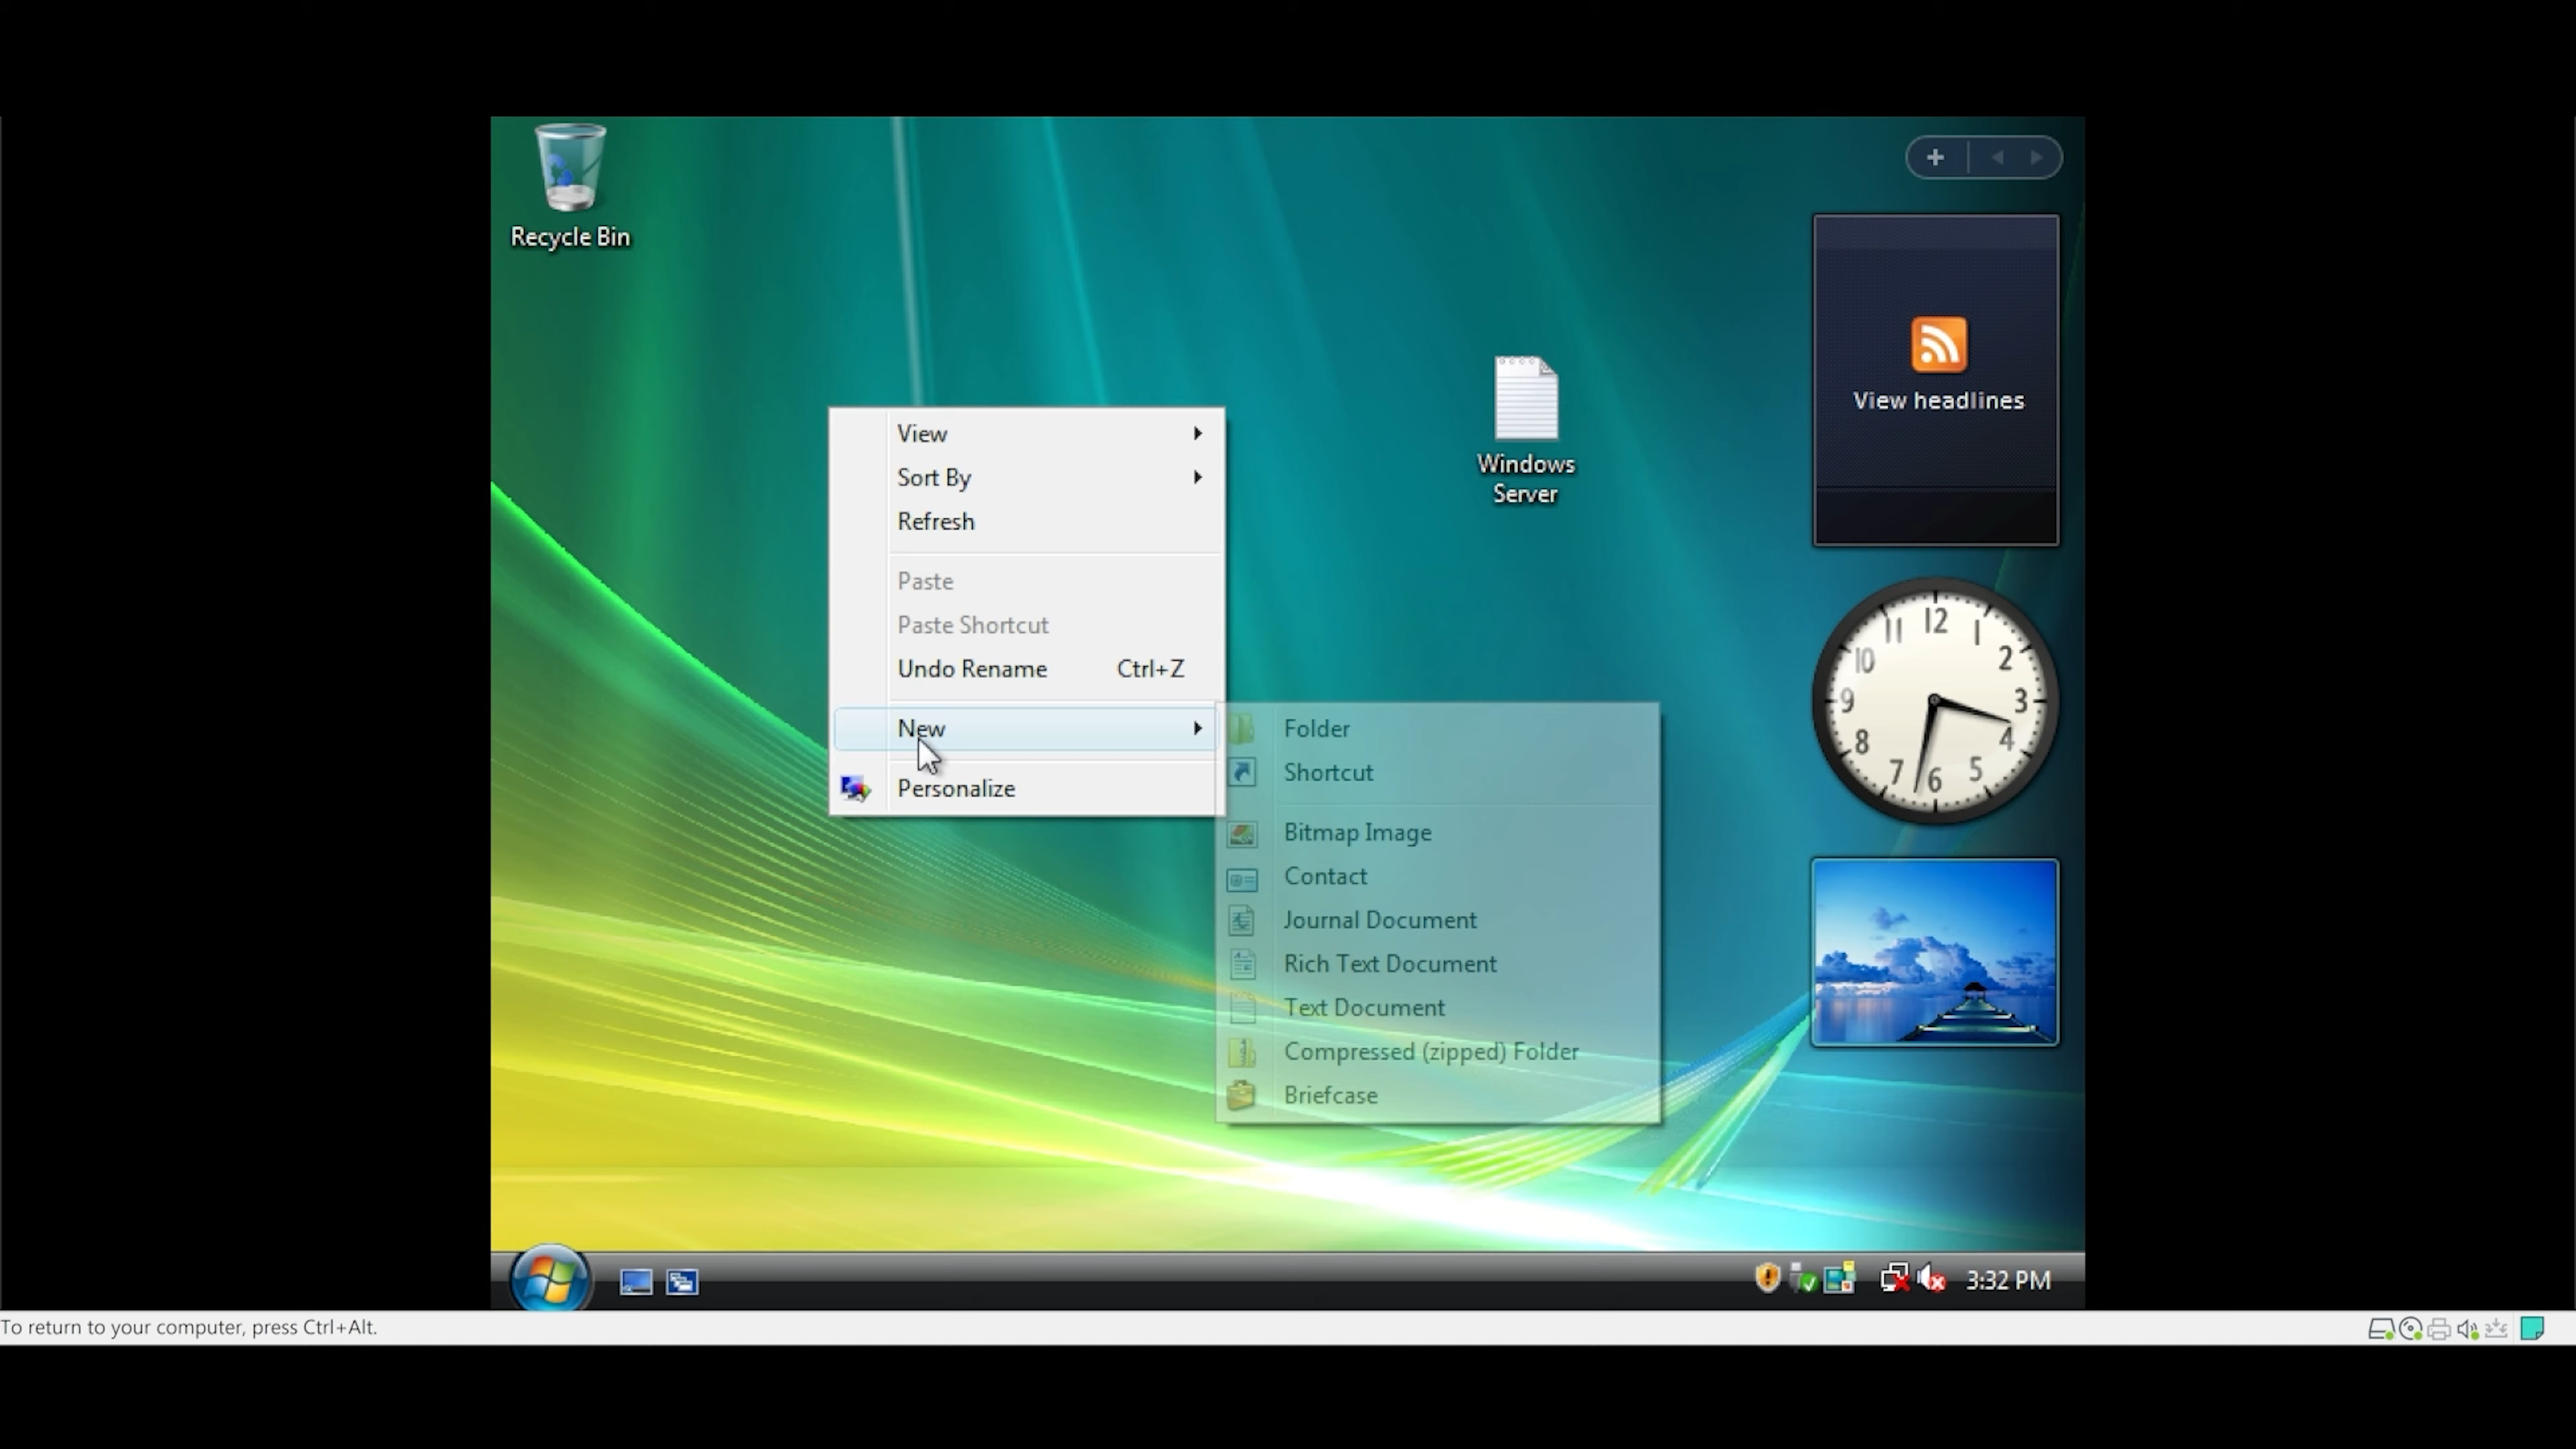 Recycle Bin
View headlines
Windows
Server
View
Sort By
Refresh
Paste
Paste Shortcut
Undo Rename Ctrl+Z
New
Personalize
Folder
Shortcut
Bitmap Image
Contact
Journal Document
Rich Text Document
Text Document
Compressed (zipped) Folder
Briefcase
12
1
2
3
4
5
6
7
8
9
10
11
3:32 PM
To return to your computer, press Ctrl+Alt.